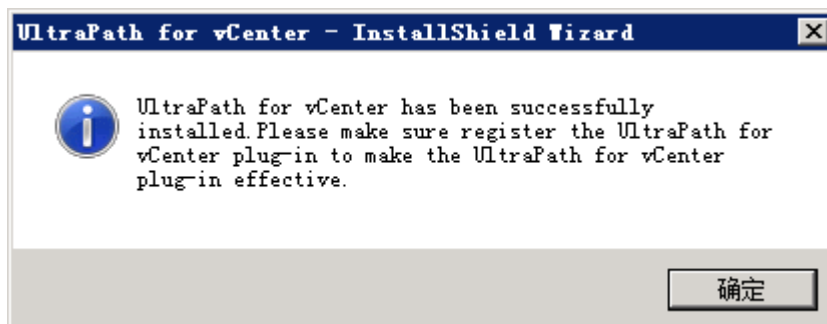 UltraPath for vCenter - InstallShield Wizard
UltraPath for vCenter has been successfully
installed.Please make sure register the UltraPath for
vCenter plug-in to make the UltraPath for vCenter
plug-in effective.
确定